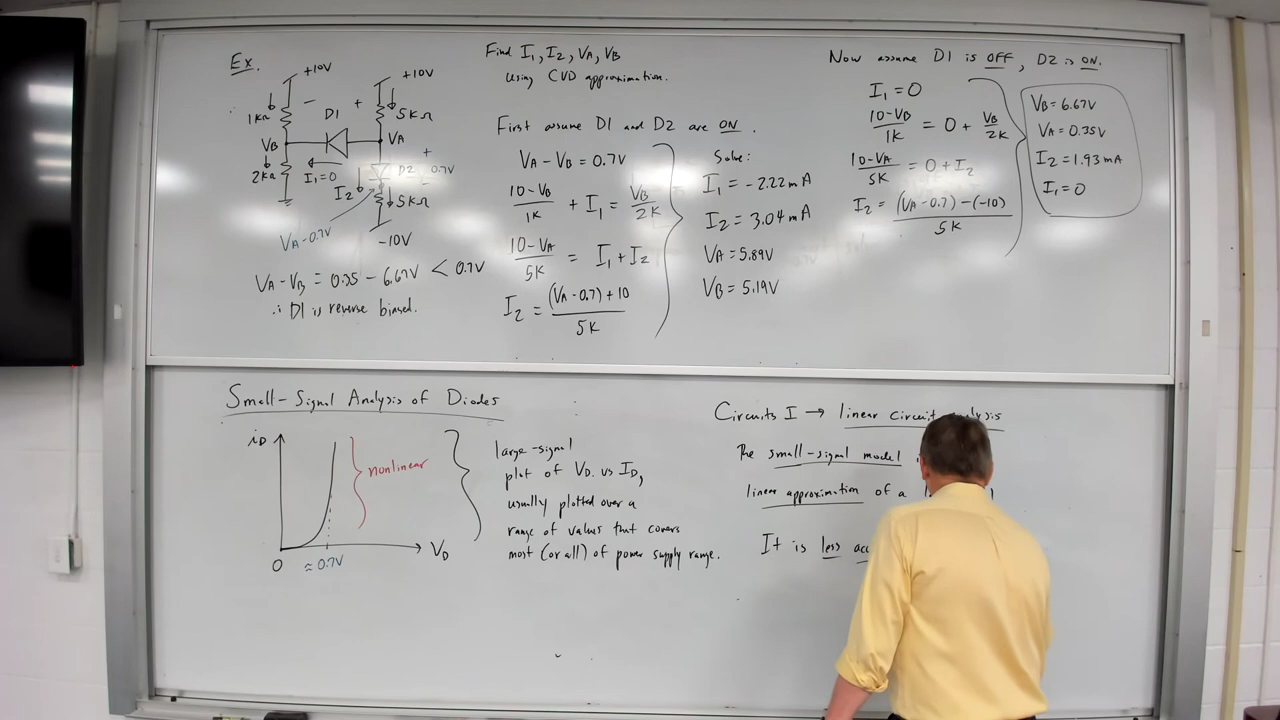 Ex.
+10V
+10V
1KΩ
-
D1
+
5KΩ
VB
VA
2KΩ
I1=0
I2
D2
+
0.7V
-
5KΩ
VA-0.7V
-10V
VA - VB = 0.35 - 6.67V < 0.7V
∴ D1 is reverse biased.
Find I1, I2, VA, VB
using CVD approximation.
First assume D1 and D2 are ON.
VA - VB = 0.7V
10-VB/1K + I1 = VB/2K
10-VA/5K = I1 + I2
I2 = (VA-0.7)+10/5K
Solve:
I1 = -2.22mA
I2 = 3.04mA
VA = 5.89V
VB = 5.19V
Now assume D1 is OFF, D2 is ON.
I1 = 0
10-VB/1K = 0 + VB/2K
10-VA/5K = 0 + I2
I2 = (VA-0.7)-(-10)/5K
VB = 6.67V
VA = 0.35V
I2 = 1.93mA
I1 = 0
Small-Signal Analysis of Diodes
iD
nonlinear
VD
0
≈0.7V
large-signal
plot of VD vs ID,
usually plotted over a
range of values that covers
most (or all) of power supply range.
Circuits I → linear circuit
The small-signal model
linear approximation of a
It is less